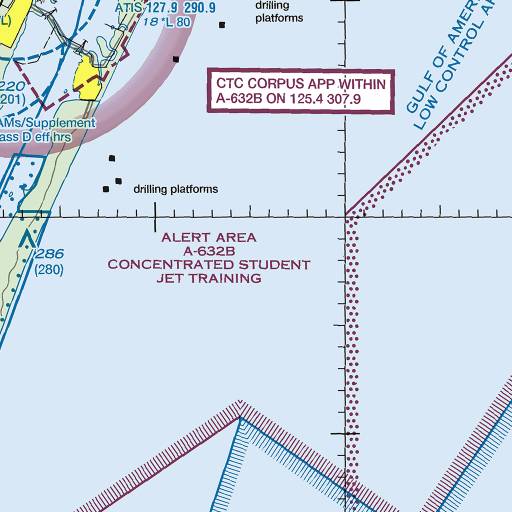 ATIS 127.9 290.9
18 *L 80
drilling
platforms
L)
CTC CORPUS APP WITHIN
A-632B ON 125.4 307.9
GULF OF AMER
LOW CONTROL A
220
(201)
AMs/Supplement
ass D eff hrs
drilling platforms
286
(280)
ALERT AREA
A-632B
CONCENTRATED STUDENT
JET TRAINING